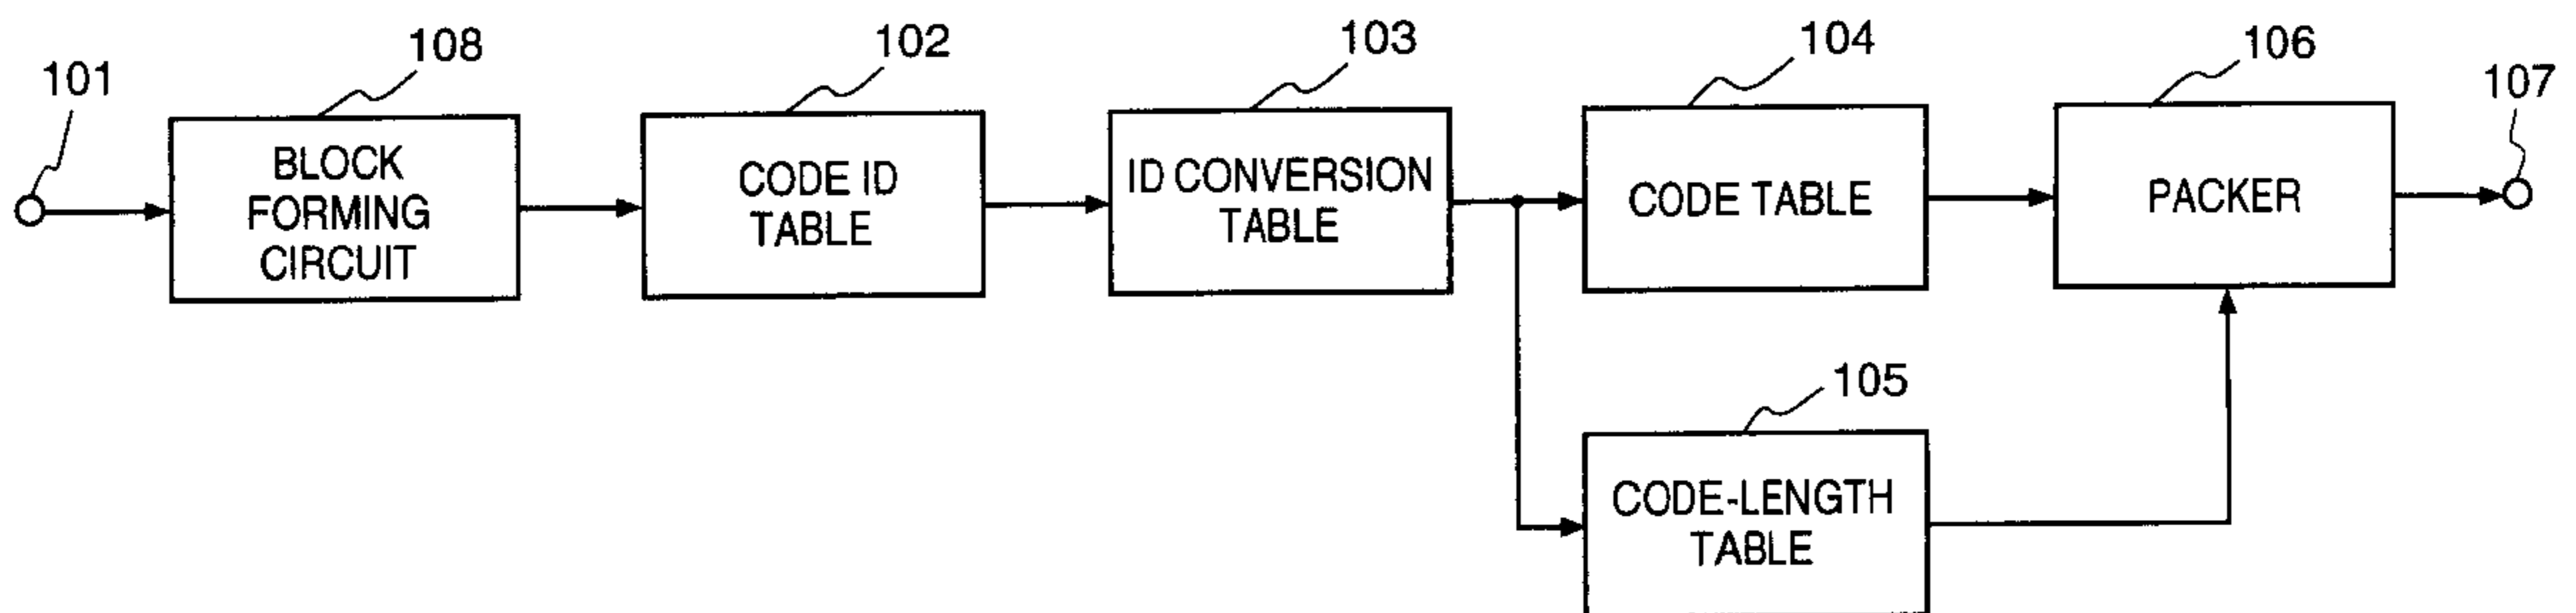 101
108
102
103
104
106
107
BLOCK
FORMING
CIRCUIT
CODE ID
TABLE
ID CONVERSION
TABLE
CODE TABLE
PACKER
105
CODE-LENGTH
TABLE